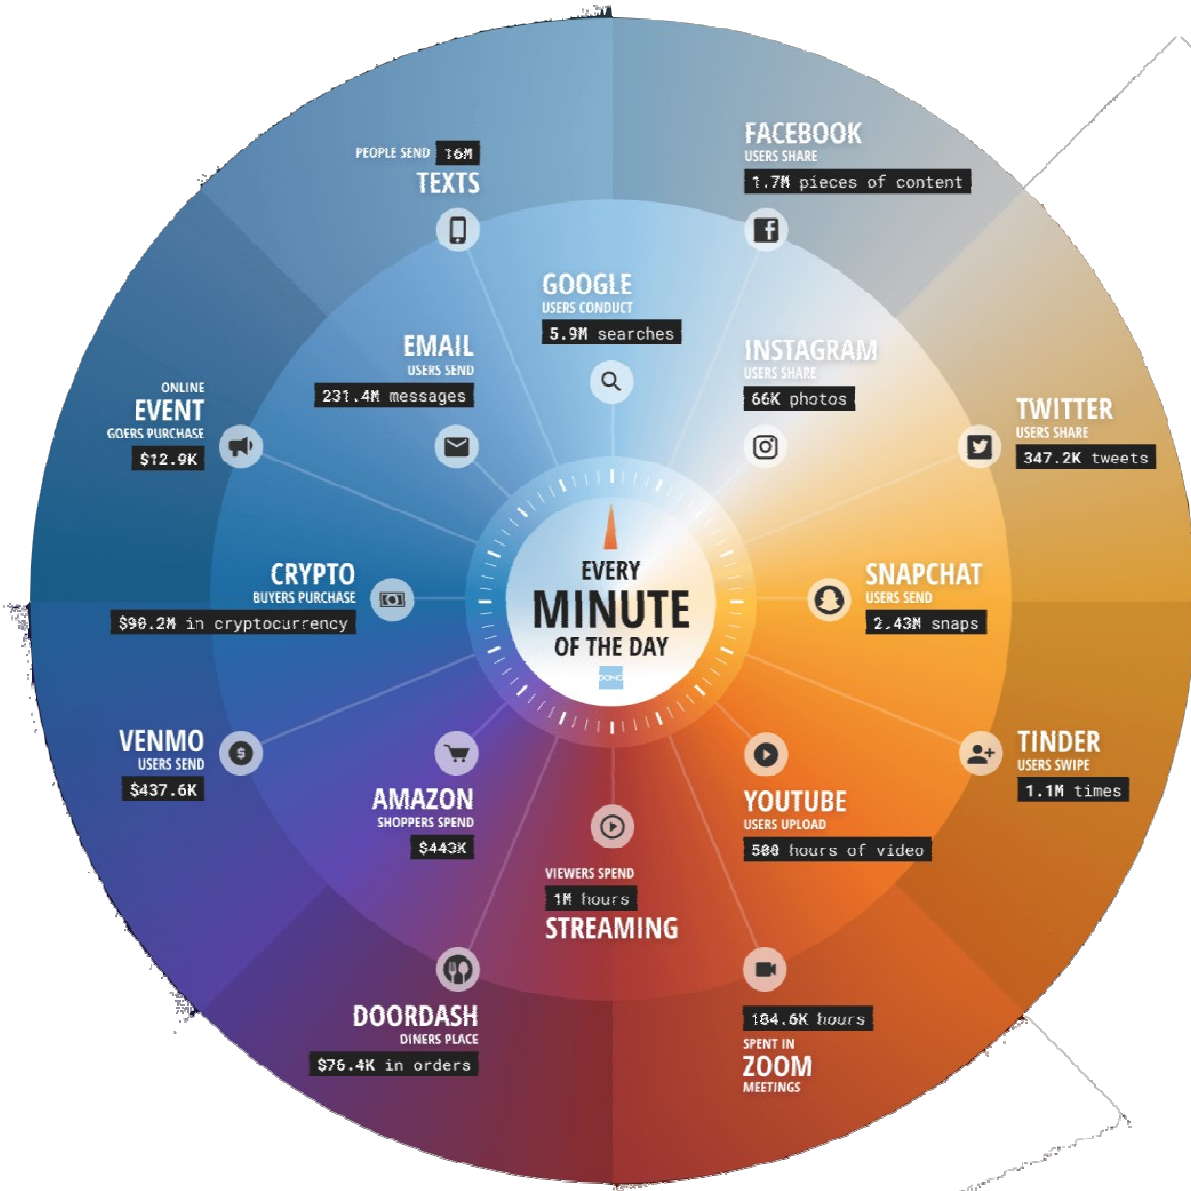 FACEBOOK
USERS SHARE
1.7M pieces of content
PEOPLE SEND 16M
TEXTS
GOOGLE
USERS CONDUCT
5.9M searches
EMAIL
USERS SEND
231.4M messages
INSTAGRAM
USERS SHARE
66K photos
ONLINE
EVENT
GOERS PURCHASE
$12.9K
TWITTER
USERS SHARE
347.2K tweets
EVERY
MINUTE
OF THE DAY
DOMO
CRYPTO
BUYERS PURCHASE
$90.2M in cryptocurrency
SNAPCHAT
USERS SEND
2.43M snaps
VENMO
USERS SEND
$437.6K
TINDER
USERS SWIPE
1.1M times
AMAZON
SHOPPERS SPEND
$443K
YOUTUBE
USERS UPLOAD
500 hours of video
VIEWERS SPEND
1M hours
STREAMING
DOORDASH
DINERS PLACE
$76.4K in orders
104.6K hours
SPENT IN
ZOOM
MEETINGS